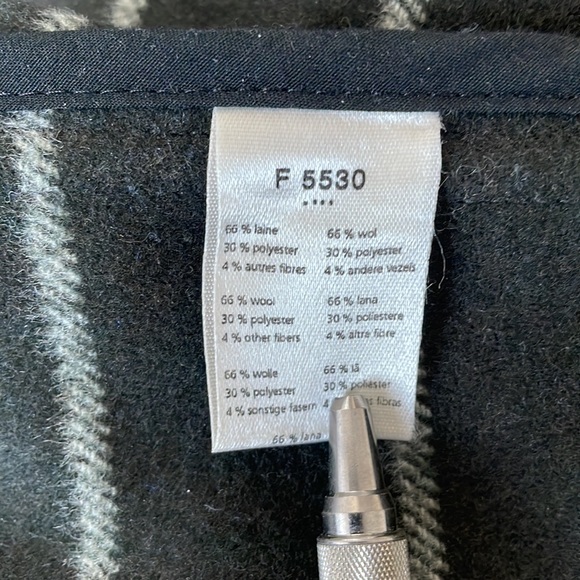 F 5530
66 % laine
30 % polyester
4 % autres fibres
66 % wol
30 % polyester
4 % andere vezels
66 % wool
30 % polyester
4 % other fibers
66 % lana
30 % poliestere
4 % altre fibre
66 % wolle
30 % polyester
4 % sonstige fasern
66 % lã
30 % poliéster
4 fibras
66 % lana